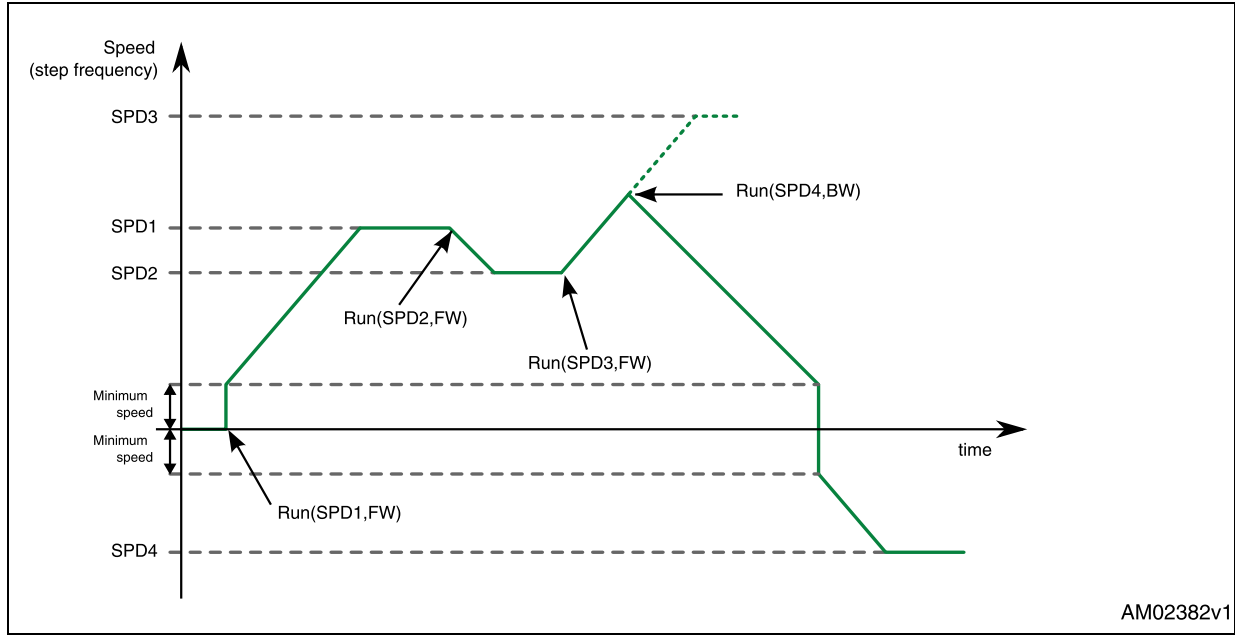 Speed
(step frequency)
SPD3
Run(SPD4,BW)
SPD1
SPD2
Run(SPD2,FW)
Run(SPD3,FW)
Minimum
speed
Minimum
speed
time
Run(SPD1,FW)
SPD4
AM02382v1